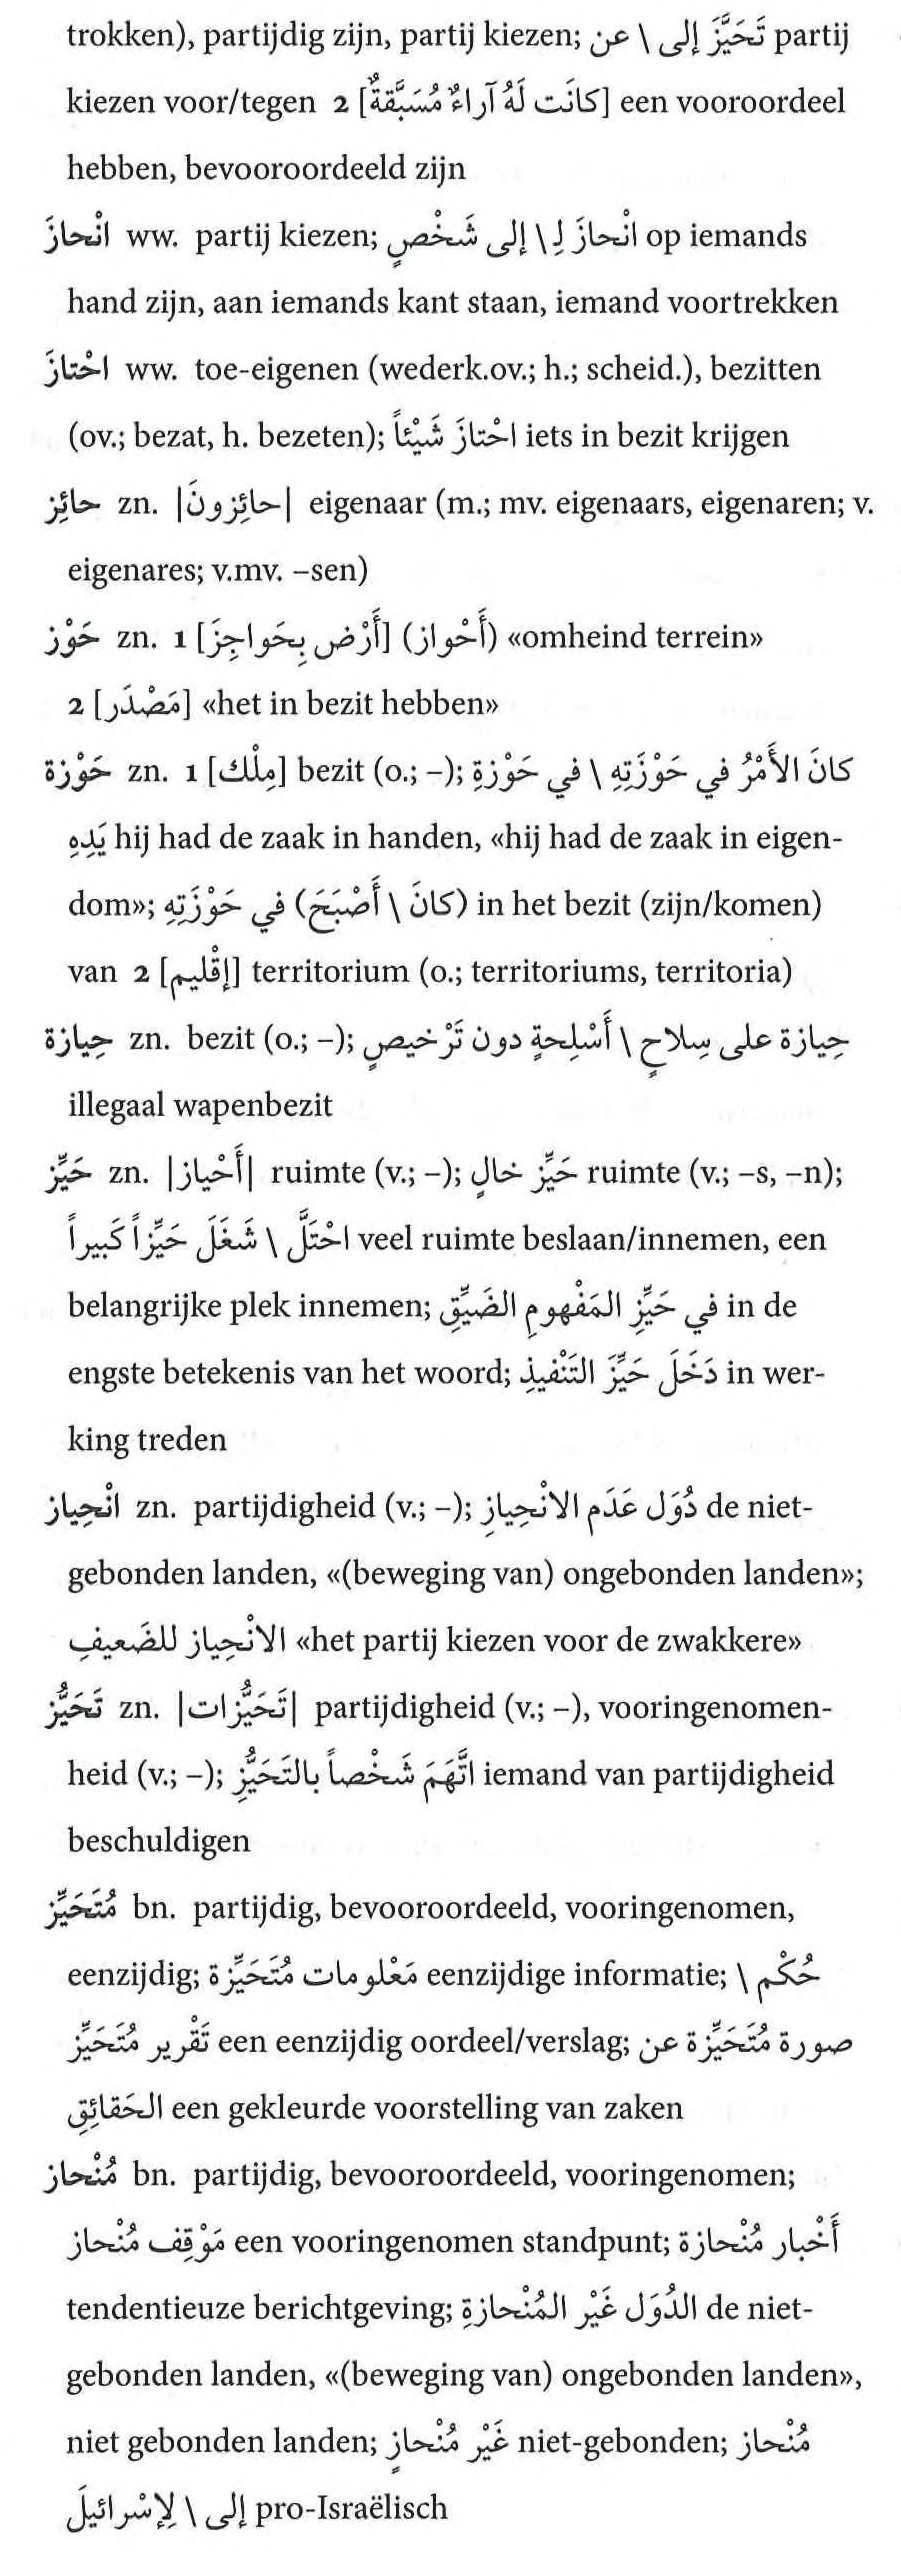 trokken), partijdig zijn, partij kiezen; تَحَيَّزَ إلى \ عن partij
kiezen voor/tegen 2 [كانَت لَهُ آراءٌ مُسَبَّقةٌ] een vooroordeel
hebben, bevooroordeeld zijn
انْحازَ ww. partij kiezen; انْحازَ لِ \ إلى شَخْصٍ op iemands
hand zijn, aan iemands kant staan, iemand voortrekken
احْتازَ ww. toe-eigenen (wederk.ov.; h.; scheid.), bezitten
(ov.; bezat, h. bezeten); احْتازَ شَيْئاً iets in bezit krijgen
حائِز zn. |حائِزونَ| eigenaar (m.; mv. eigenaars, eigenaren; v.
eigenares; v.mv. –sen)
حَوْز zn. 1 [أَرْض بِحَواجِزَ] (أَحْواز) «omheind terrein»
2 [مَصْدَر] «het in bezit hebben»
حَوْزة zn. 1 [مِلْك] bezit (o.; –); كانَ الأَمْرُ في حَوْزَتِهِ \ في حَوْزةِ
يَدِهِ hij had de zaak in handen, «hij had de zaak in eigen-
dom»; (كانَ \ أَصْبَحَ) في حَوْزَتِهِ in het bezit (zijn/komen)
van 2 [إقْليم] territorium (o.; territoriums, territoria)
حِيازة zn. bezit (o.; –); حِيازة على سِلاحٍ \ أَسْلِحةٍ دون تَرْخيصٍ
illegaal wapenbezit
حَيِّز zn. |أَحْياز| ruimte (v.; –); حَيِّز خالٍ ruimte (v.; –s, –n);
احْتَلَّ \ شَغَلَ حَيِّزاً كَبيراً veel ruimte beslaan/innemen, een
belangrijke plek innemen; في حَيِّزِ المَفْهومِ الضَيِّقِ in de
engste betekenis van het woord; دَخَلَ حَيِّزَ التَنْفيذِ in wer-
king treden
انْحِياز zn. partijdigheid (v.; –); دُوَل عَدَم الانْحِيازِ de niet-
gebonden landen, «(beweging van) ongebonden landen»;
الانْحِياز للضَعيفِ «het partij kiezen voor de zwakkere»
تَحَيُّز zn. |تَحَيُّزات| partijdigheid (v.; –), vooringenomen-
heid (v.; –); اتَّهَمَ شَخْصاً بالتَحَيُّزِ iemand van partijdigheid
beschuldigen
مُتَحَيِّز bn. partijdig, bevooroordeeld, vooringenomen,
eenzijdig; مَعْلومات مُتَحَيِّزة eenzijdige informatie; حُكْم \
تَقْرير مُتَحَيِّز een eenzijdig oordeel/verslag; صورة مُتَحَيِّزة عن
الحَقائِقِ een gekleurde voorstelling van zaken
مُنْحاز bn. partijdig, bevooroordeeld, vooringenomen;
مَوْقِف مُنْحاز een vooringenomen standpunt; أَخْبار مُنْحازة
tendentieuze berichtgeving; الدُوَل غَيْر المُنْحازةِ de niet-
gebonden landen, «(beweging van) ongebonden landen»,
niet gebonden landen; غَيْر مُنْحازٍ niet-gebonden; مُنْحاز
إلى \ لِإسْرائيلَ pro-Israëlisch